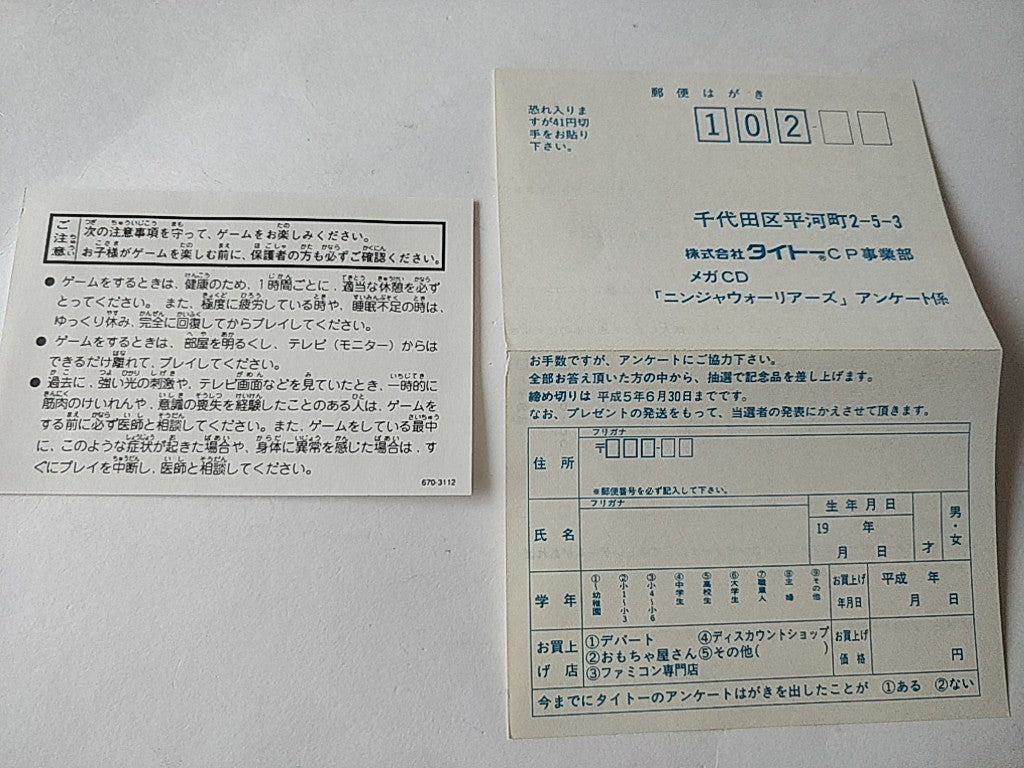 ご注意
次の注意事項を守って、ゲームをお楽しみください。
お子様がゲームを楽しむ前に、保護者の方も必ずご確認ください。
● ゲームをするときは、健康のため、1時間ごとに、適当な休憩を必ず
とってください。また、極度に疲労している時や、睡眠不足の時は、
ゆっくり休み、完全に回復してからプレイしてください。
● ゲームをするときは、部屋を明るくし、テレビ（モニター）からは
できるだけ離れて、プレイしてください。
● 過去に、強い光の刺激や、テレビ画面などを見ていたとき、一時的に
筋肉のけいれんや、意識の喪失を経験したことのある人は、ゲームを
する前に必ず医師と相談してください。また、ゲームをしている最中
に、このような症状が起きた場合や、身体に異常を感じた場合は、す
ぐにプレイを中断し、医師と相談してください。
670-3112
郵便はがき
恐れ入りま
すが41円切
手をお貼り
下さい。
102-
千代田区平河町2-5-3
株式会社タイトー®CP事業部
メガCD
「ニンジャウォーリアーズ」アンケート係
お手数ですが、アンケートにご協力下さい。
全部お答え頂いた方の中から、抽選で記念品を差し上げます。
締め切りは 平成5年6月30日までです。
なお、プレゼントの発送をもって、当選者の発表にかえさせて頂きます。
住所
フリガナ
〒
※郵便番号を必ず記入して下さい。
氏名
フリガナ
生年月日
19 年
月 日
才
男・女
学年
①〜幼稚園
②小1〜小3
③小4〜小6
④中学生
⑤高校生
⑥大学生
⑦職業人
⑧主婦
⑨その他
お買上げ
年月日
平成 年
月 日
お買上
げ店
①デパート ④ディスカウントショップ
②おもちゃ屋さん ⑤その他( )
③ファミコン専門店
お買上げ
価格
円
今までにタイトーのアンケートはがきを出したことが ①ある ②ない